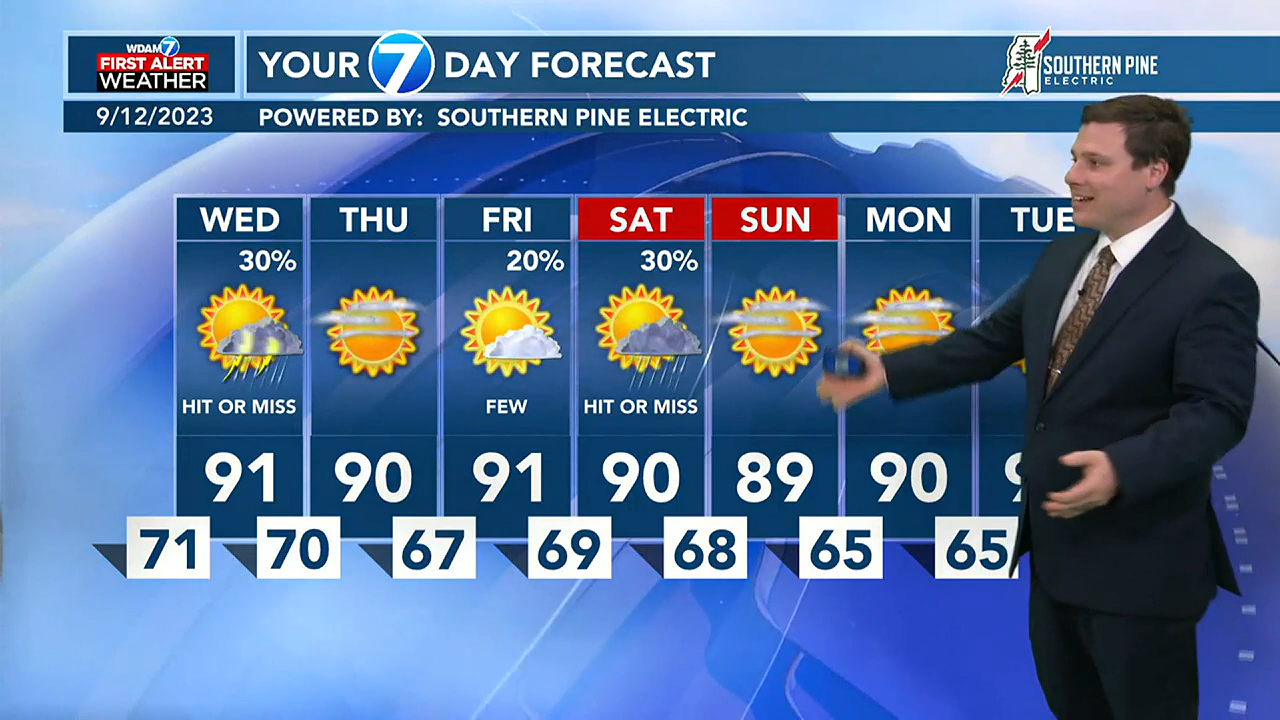 WDAM 7
FIRST ALERT
WEATHER
YOUR 7 DAY FORECAST
SOUTHERN PINE
ELECTRIC
9/12/2023
POWERED BY: SOUTHERN PINE ELECTRIC
WED THU FRI SAT SUN MON TUE
30% 20% 30%
HIT OR MISS FEW HIT OR MISS
91 90 91 90 89 90 9
71 70 67 69 68 65 65